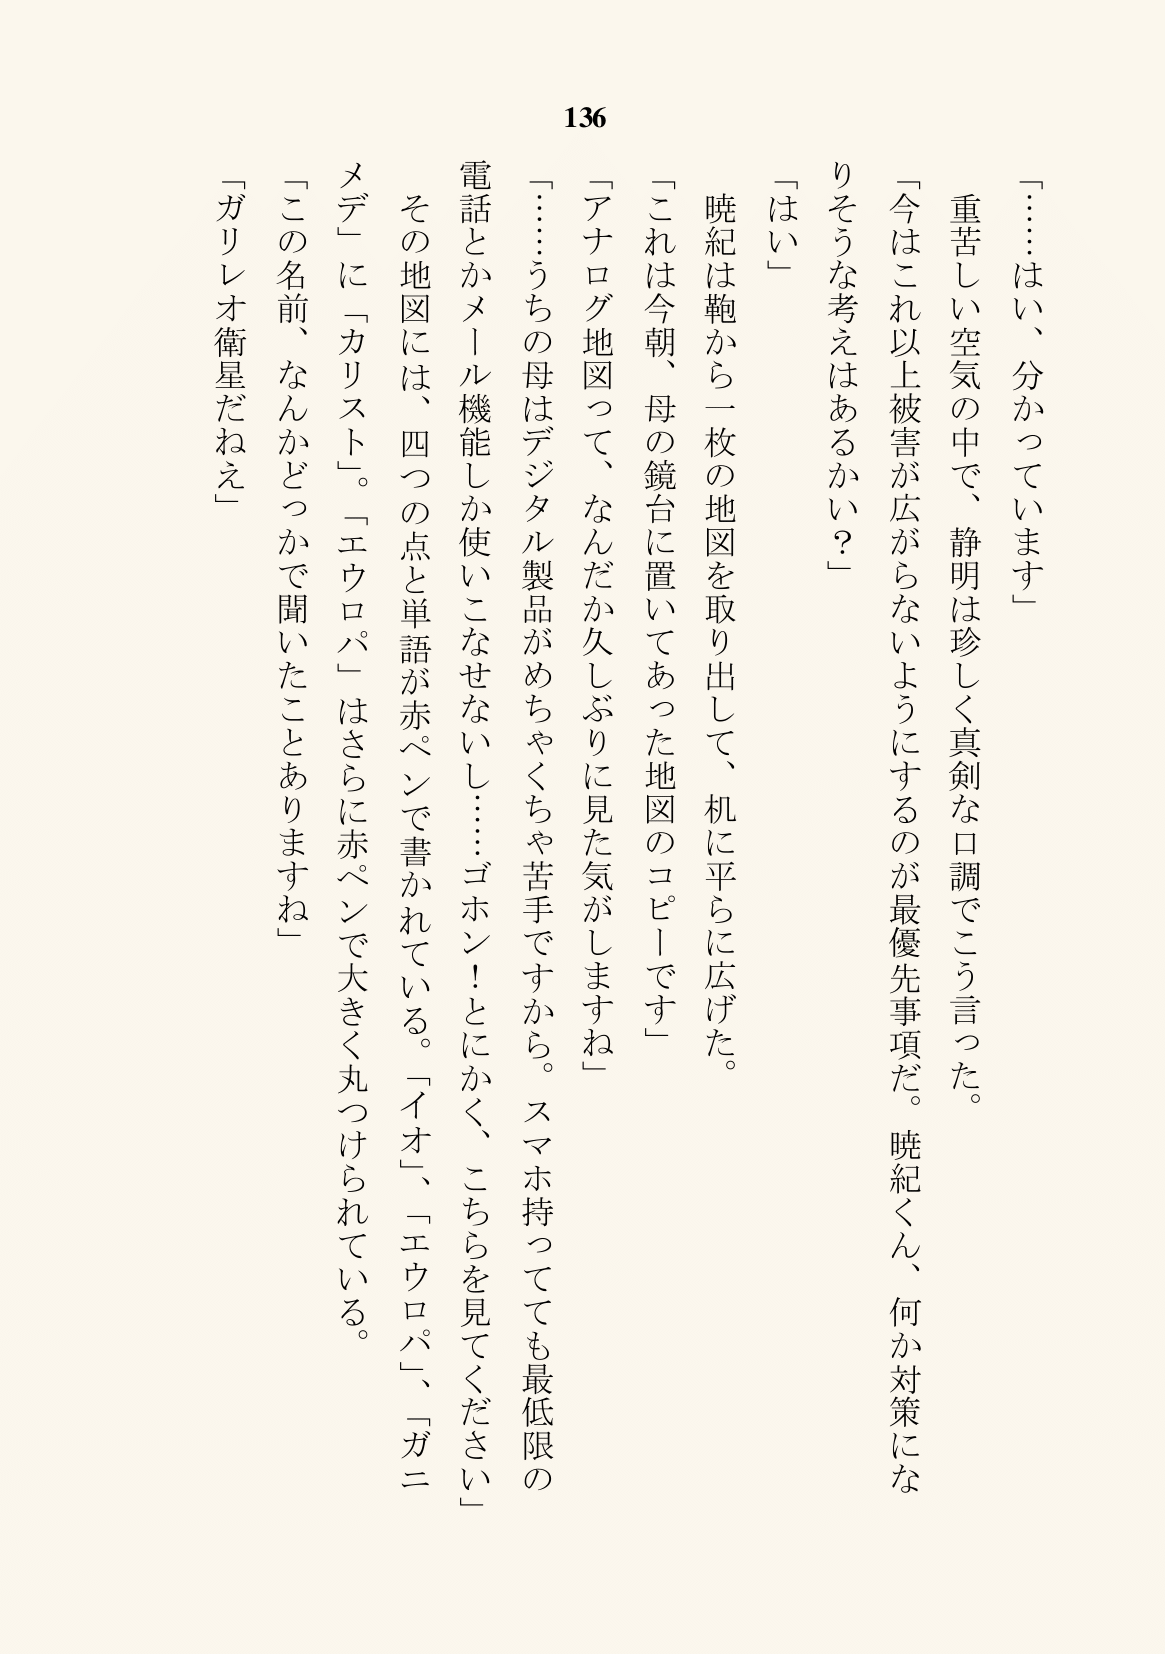 136
「……はい、分かっています」
　重苦しい空気の中で、静明は珍しく真剣な口調でこう言った。
「今はこれ以上被害が広がらないようにするのが最優先事項だ。暁紀くん、何か対策にな
りそうな考えはあるかい？」
「はい」
　暁紀は鞄から一枚の地図を取り出して、机に平らに広げた。
「これは今朝、母の鏡台に置いてあった地図のコピーです」
「アナログ地図って、なんだか久しぶりに見た気がしますね」
「……うちの母はデジタル製品がめちゃくちゃ苦手ですから。スマホ持ってても最低限の
電話とかメール機能しか使いこなせないし……ゴホン！とにかく、こちらを見てください」
　その地図には、四つの点と単語が赤ペンで書かれている。「イオ」、「エウロパ」、「ガニ
メデ」に「カリスト」。「エウロパ」はさらに赤ペンで大きく丸つけられている。
「この名前、なんかどっかで聞いたことありますね」
「ガリレオ衛星だねえ」